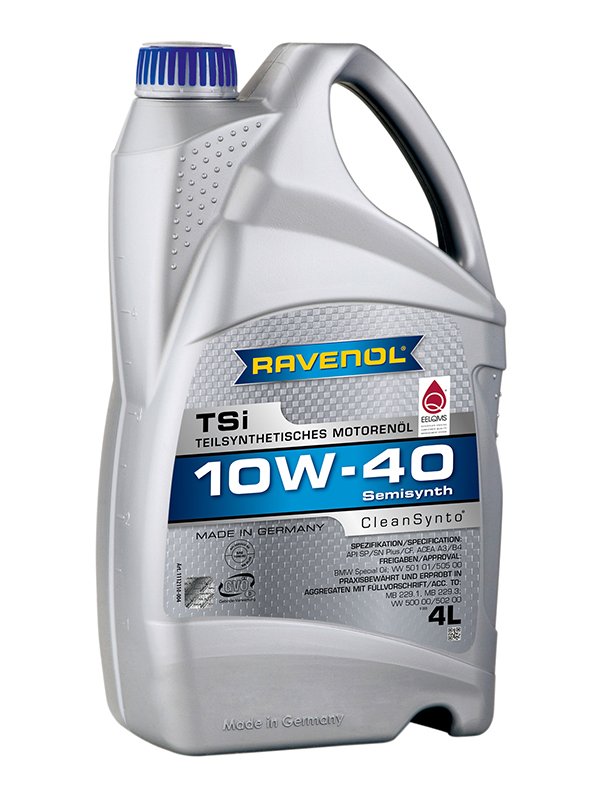 RAVENOL®
TSi
TEILSYNTHETISCHES MOTORENÖL
EELQMS
10W-40
Semisynth
CleanSynto®
MADE IN GERMANY
SPEZIFIKATION/SPECIFICATION:
API SP/SN Plus/CF, ACEA A3/B4
FREIGABEN/APPROVAL:
BMW Special Oil; VW 501 01/505 00
PRAXISBEWÄHRT UND ERPROBT IN
AGGREGATEN MIT FÜLLVORSCHRIFT/ACC. TO:
MB 229.1, MB 229.3;
VW 500 00/502 00
4L
Made in Germany